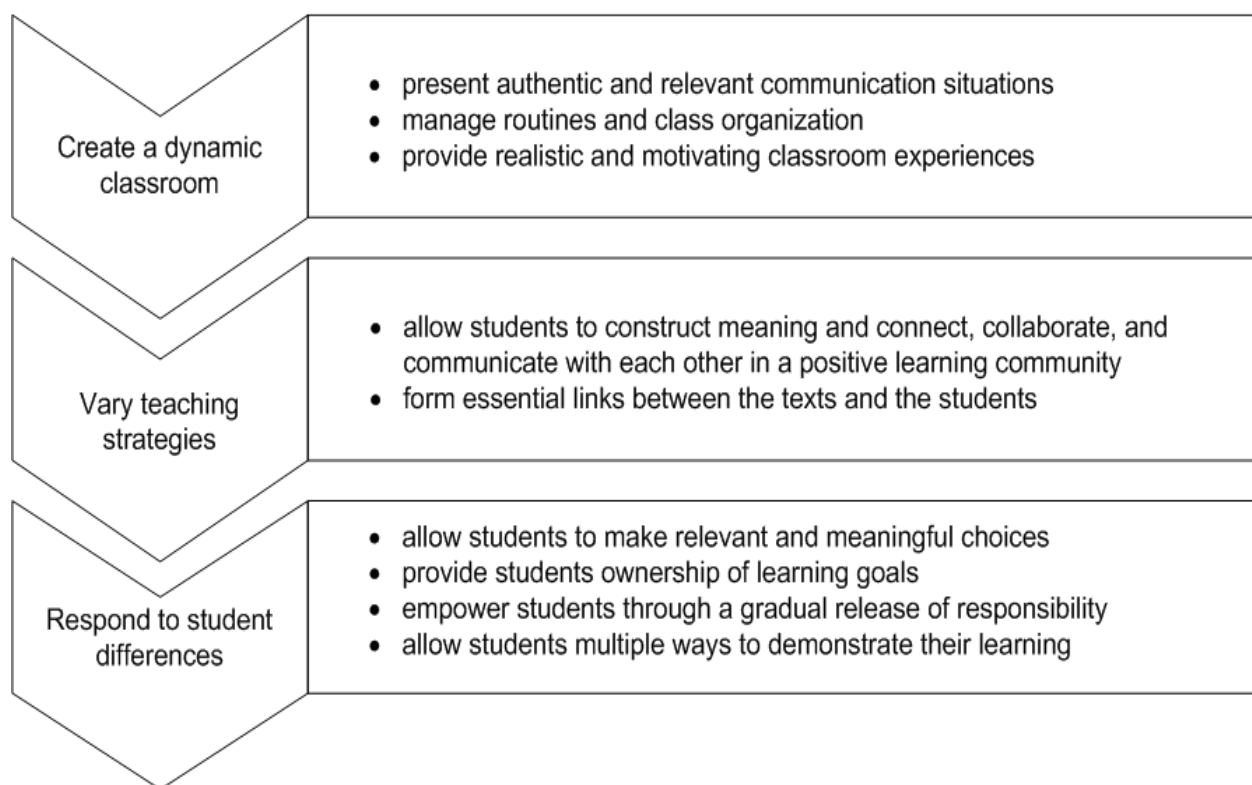 Create a dynamic
classroom
• present authentic and relevant communication situations
• manage routines and class organization
• provide realistic and motivating classroom experiences
Vary teaching
strategies
• allow students to construct meaning and connect, collaborate, and
communicate with each other in a positive learning community
• form essential links between the texts and the students
Respond to student
differences
• allow students to make relevant and meaningful choices
• provide students ownership of learning goals
• empower students through a gradual release of responsibility
• allow students multiple ways to demonstrate their learning